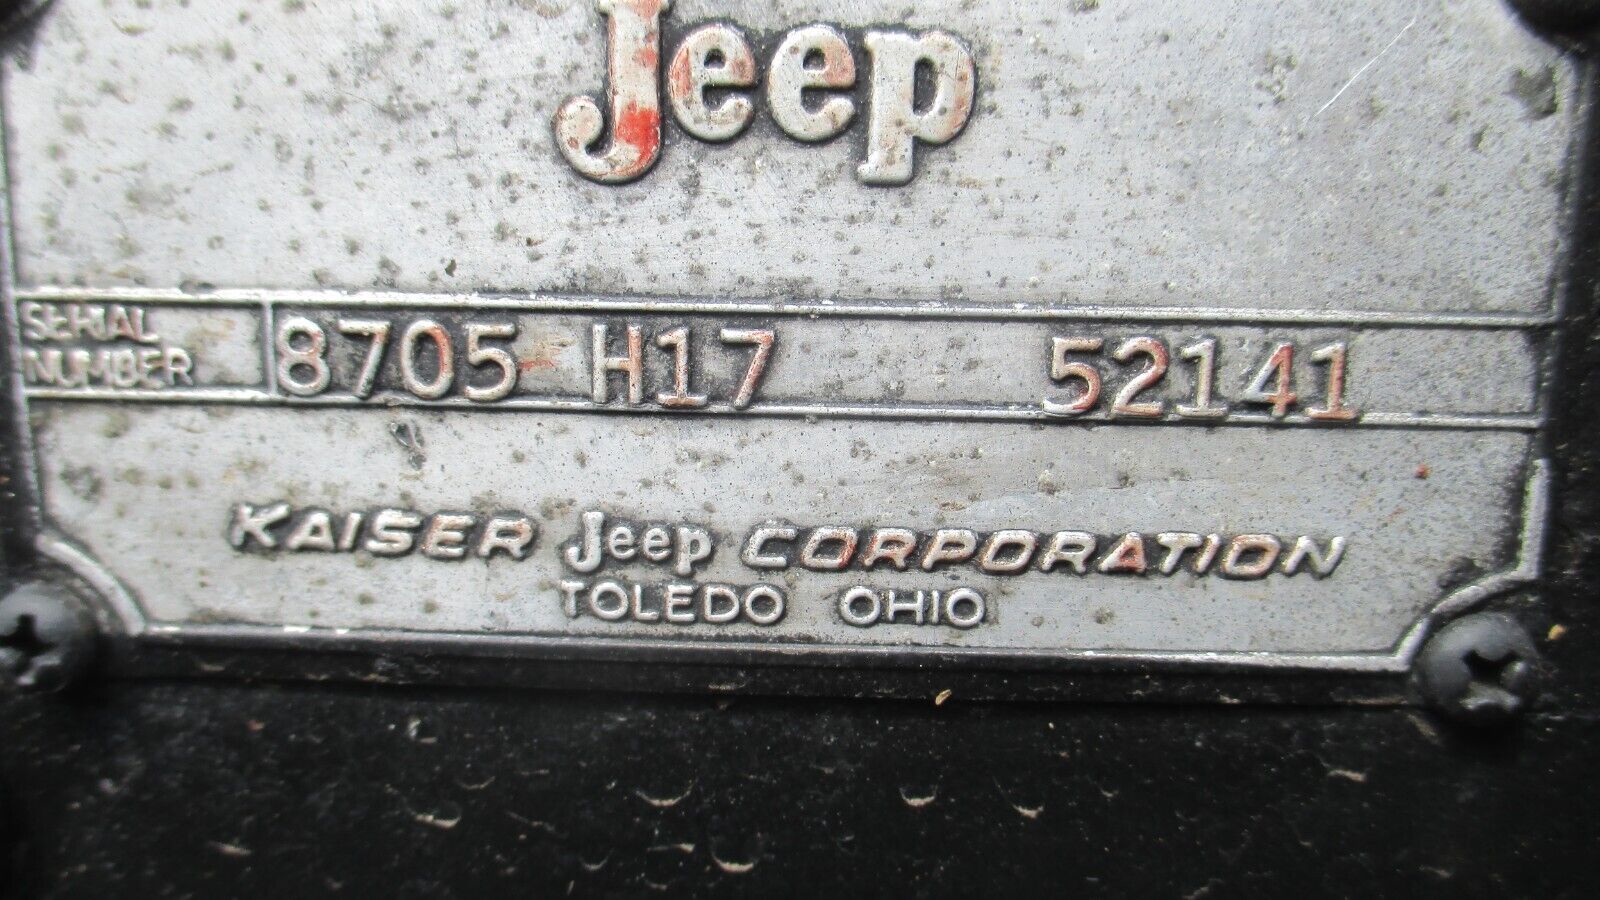 Jeep
SERIAL
NUMBER
8705 H17 52141
KAISER Jeep CORPORATION
TOLEDO OHIO